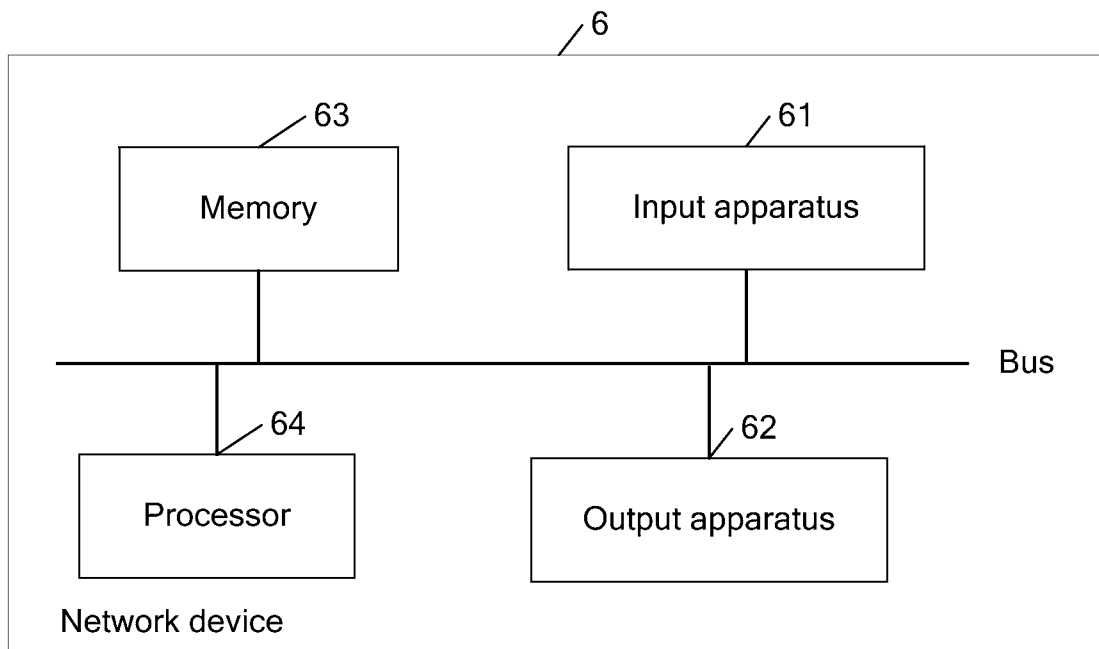 6
63
61
Memory
Input apparatus
Bus
64
62
Processor
Output apparatus
Network device